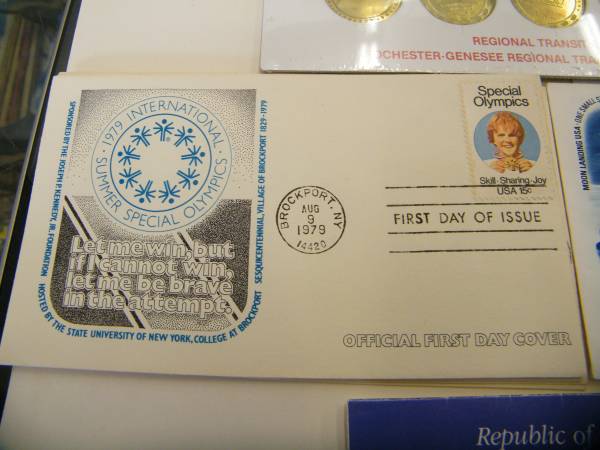 REGIONAL TRANSIT
ROCHESTER-GENESEE REGIONAL TRA
1979 INTERNATIONAL
SUMMER SPECIAL OLYMPICS
SPONSORED BY THE JOSEPH P. KENNEDY, JR. FOUNDATION
SESQUICENTENNIAL, VILLAGE OF BROCKPORT 1829-1979
HOSTED BY THE STATE UNIVERSITY OF NEW YORK, COLLEGE AT BROCKPORT
Let me win, but
if I cannot win,
let me be brave
in the attempt.
Special
Olympics
Skill·Sharing·Joy
USA 15c
BROCKPORT, NY
AUG
9
1979
14420
FIRST DAY OF ISSUE
OFFICIAL FIRST DAY COVER
MOON LANDING USA · ONE SMALL S
Republic of